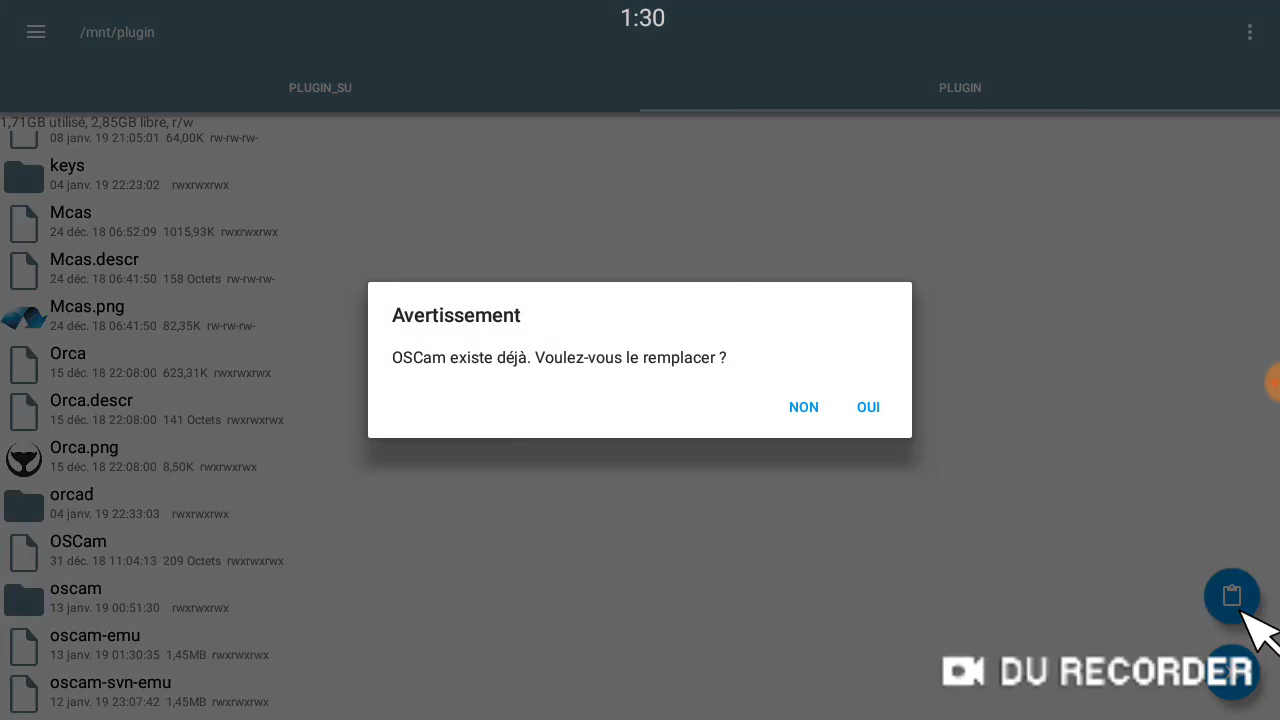 1:30
/mnt/plugin
PLUGIN_SU
PLUGIN
1,71GB utilisé, 2,85GB libre, r/w
08 janv. 19 21:05:01 64,00K rw-rw-rw-
keys
04 janv. 19 22:23:02 rwxrwxrwx
Mcas
24 déc. 18 06:52:09 1015,93K rwxrwxrwx
Mcas.descr
24 déc. 18 06:41:50 158 Octets rw-rw-rw-
Mcas.png
24 déc. 18 06:41:50 82,35K rw-rw-rw-
Orca
15 déc. 18 22:08:00 623,31K rwxrwxrwx
Orca.descr
15 déc. 18 22:08:00 141 Octets rwxrwxrwx
Orca.png
15 déc. 18 22:08:00 8,50K rwxrwxrwx
orcad
04 janv. 19 22:33:03 rwxrwxrwx
OSCam
31 déc. 18 11:04:13 209 Octets rwxrwxrwx
oscam
13 janv. 19 00:51:30 rwxrwxrwx
oscam-emu
13 janv. 19 01:30:35 1,45MB rwxrwxrwx
oscam-svn-emu
12 janv. 19 23:07:42 1,45MB rwxrwxrwx
Avertissement
OSCam existe déjà. Voulez-vous le remplacer ?
NON OUI
DU RECORDER